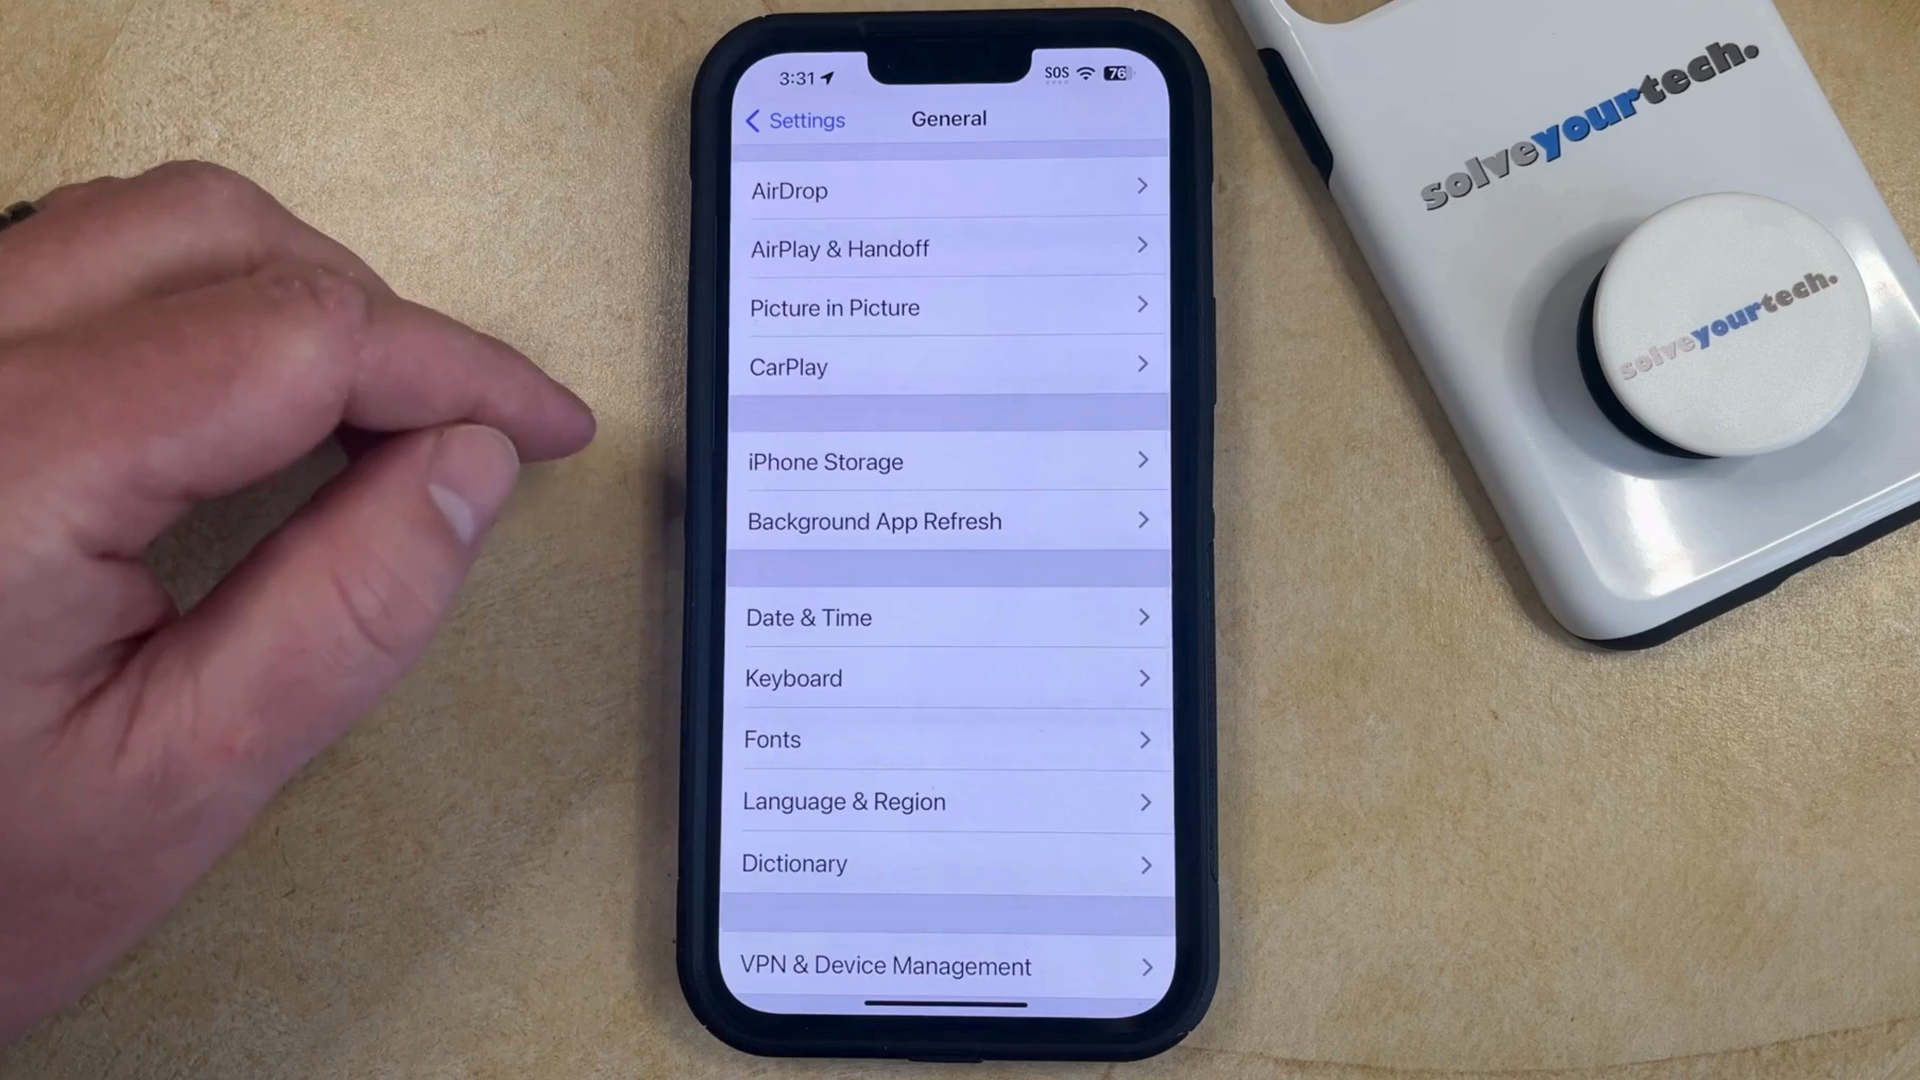 3:31
SOS
76
Settings
General
AirDrop
AirPlay & Handoff
Picture in Picture
CarPlay
iPhone Storage
Background App Refresh
Date & Time
Keyboard
Fonts
Language & Region
Dictionary
VPN & Device Management
solveyourtech.
solveyourtech.